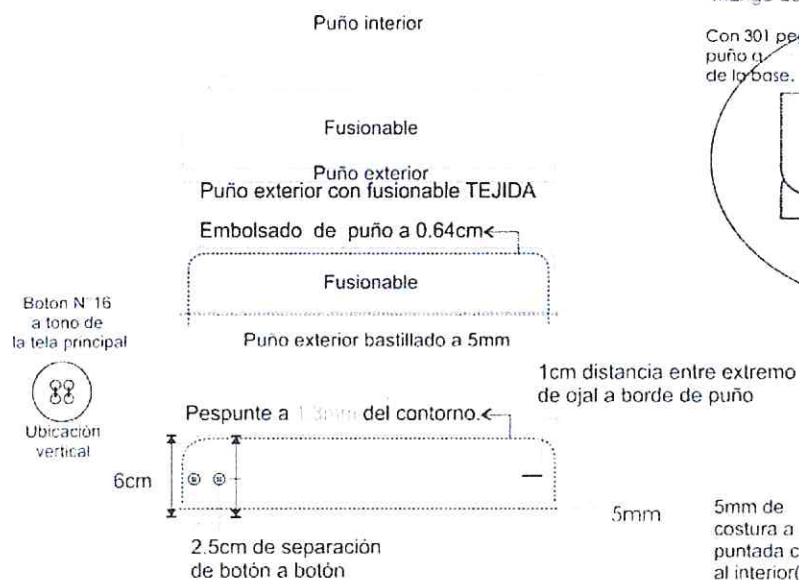 Puño interior
Con 301
puño
de la base.
Fusionable
Puño exterior
Puño exterior con fusionable TEJIDA
Embolsado de puño a 0.64cm
Fusionable
Boton N°16
a tono de
la tela principal
Puño exterior bastillado a 5mm
Ubicación
vertical
1cm distancia entre extremo
de ojal a borde de puño
Pespunte a 1.3mm del contorno.
6cm
5mm
2.5cm de separación
de botón a botón
5mm de
costura a
puntada
al interior(